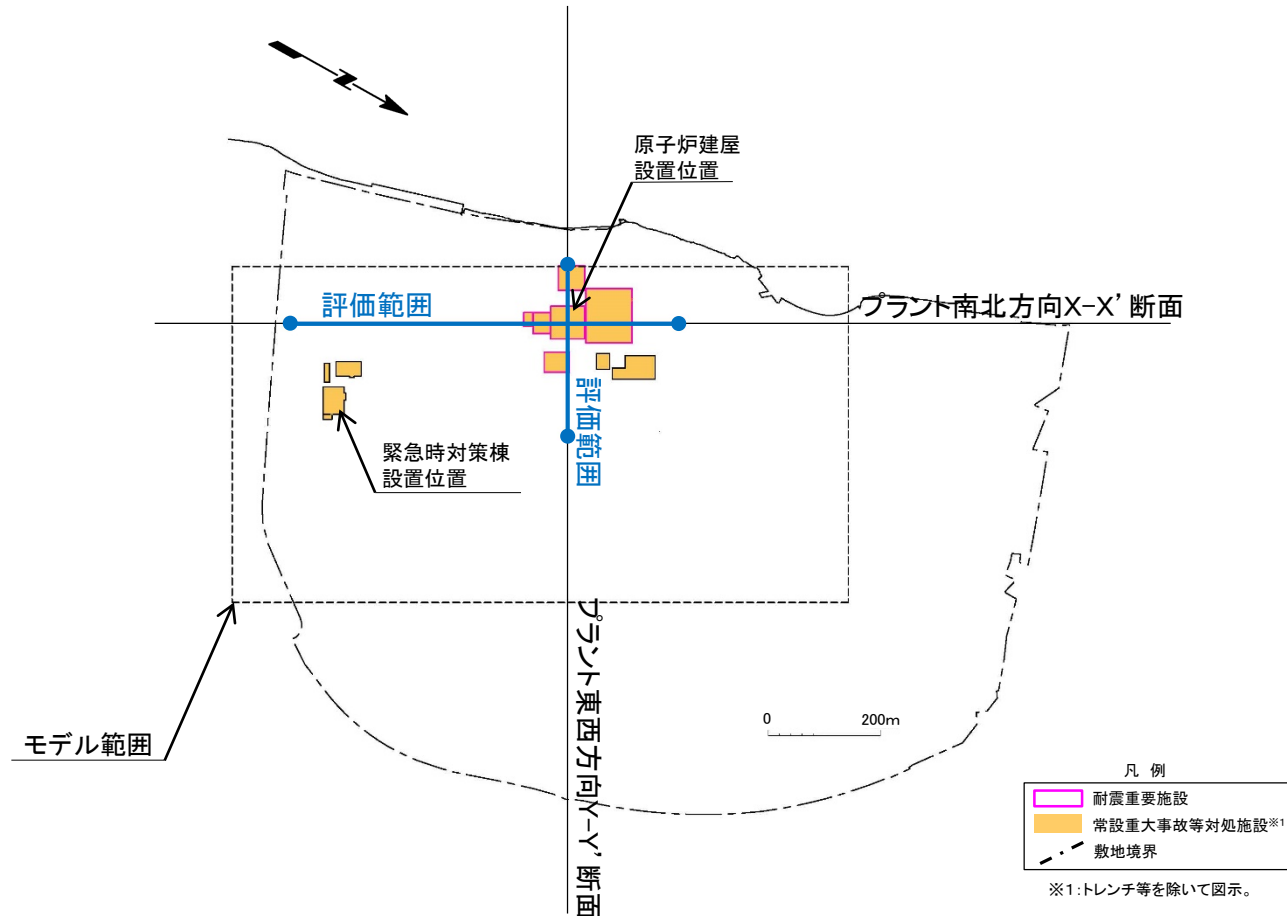 原子炉建屋
設置位置
評価範囲
プラント南北方向X-X’断面
評価範囲
緊急時対策棟
設置位置
プラント東西方向Y-Y’断面
モデル範囲
0 200m
凡 例
耐震重要施設
常設重大事故等対処施設※1
敷地境界
※1:トレンチ等を除いて図示。